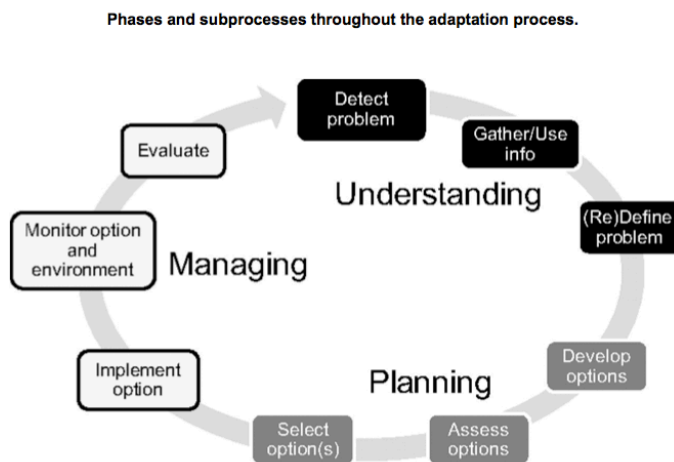 Phases and subprocesses throughout the adaptation process.
Detect
problem
Gather/Use
info
(Re)Define
problem
Understanding
Develop
options
Assess
options
Select
option(s)
Planning
Implement
option
Monitor option
and
environment
Evaluate
Managing